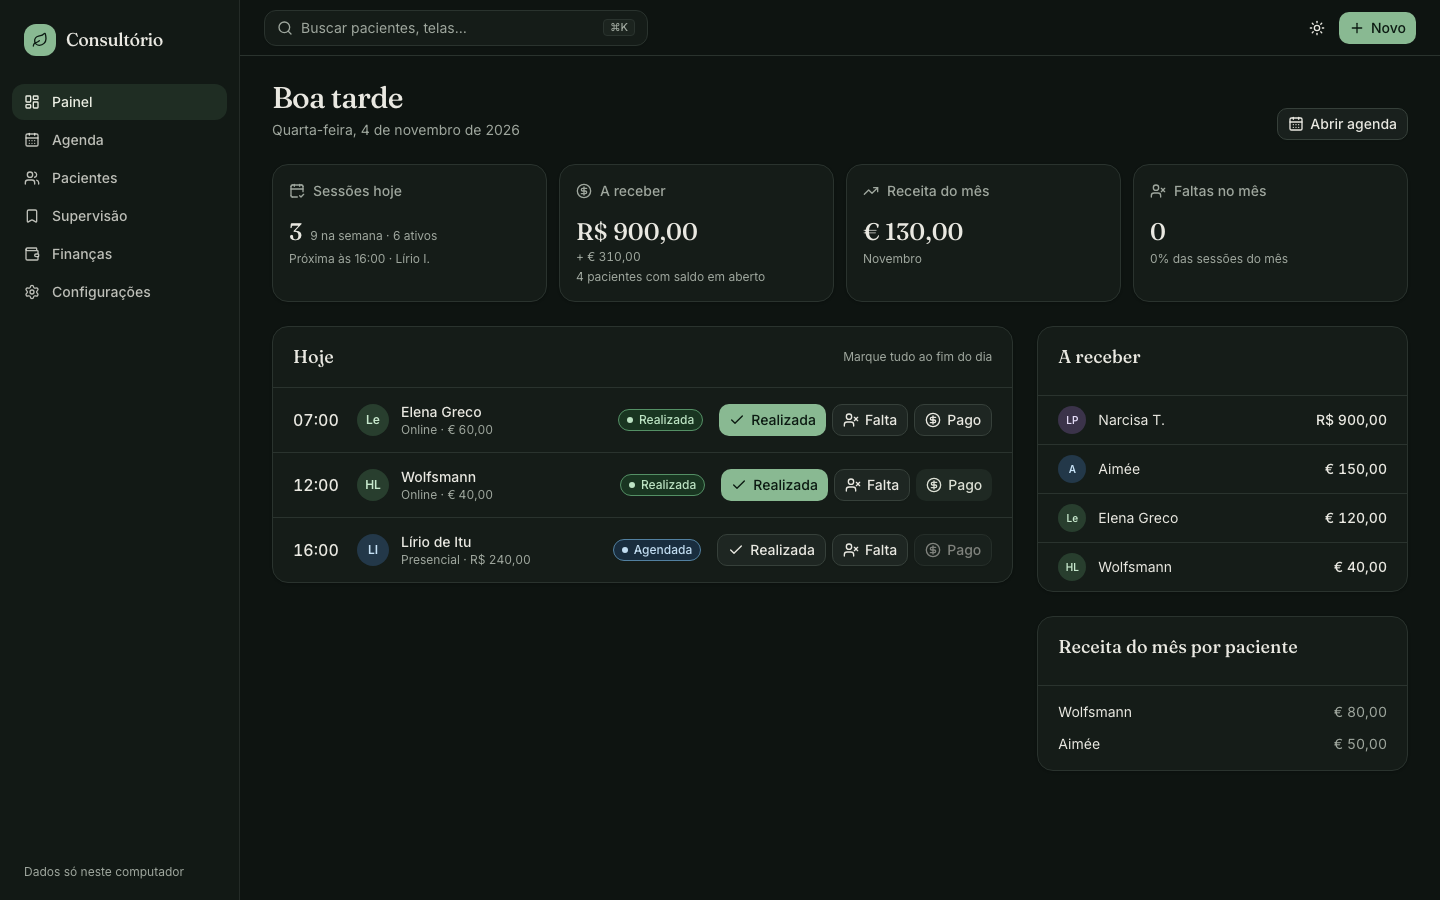 Consultório
Buscar pacientes, telas...
⌘K
Novo
Painel
Agenda
Pacientes
Supervisão
Finanças
Configurações
Dados só neste computador
Boa tarde
Quarta-feira, 4 de novembro de 2026
Abrir agenda
Sessões hoje
3 9 na semana · 6 ativos
Próxima às 16:00 · Lírio I.
A receber
R$ 900,00
+ € 310,00
4 pacientes com saldo em aberto
Receita do mês
€ 130,00
Novembro
Faltas no mês
0
0% das sessões do mês
Hoje
Marque tudo ao fim do dia
07:00 Le Elena Greco Realizada Realizada Falta Pago
Online · € 60,00
12:00 HL Wolfsmann Realizada Realizada Falta Pago
Online · € 40,00
16:00 LI Lírio de Itu Agendada Realizada Falta Pago
Presencial · R$ 240,00
A receber
LP Narcisa T. R$ 900,00
A Aimée € 150,00
Le Elena Greco € 120,00
HL Wolfsmann € 40,00
Receita do mês por paciente
Wolfsmann € 80,00
Aimée € 50,00